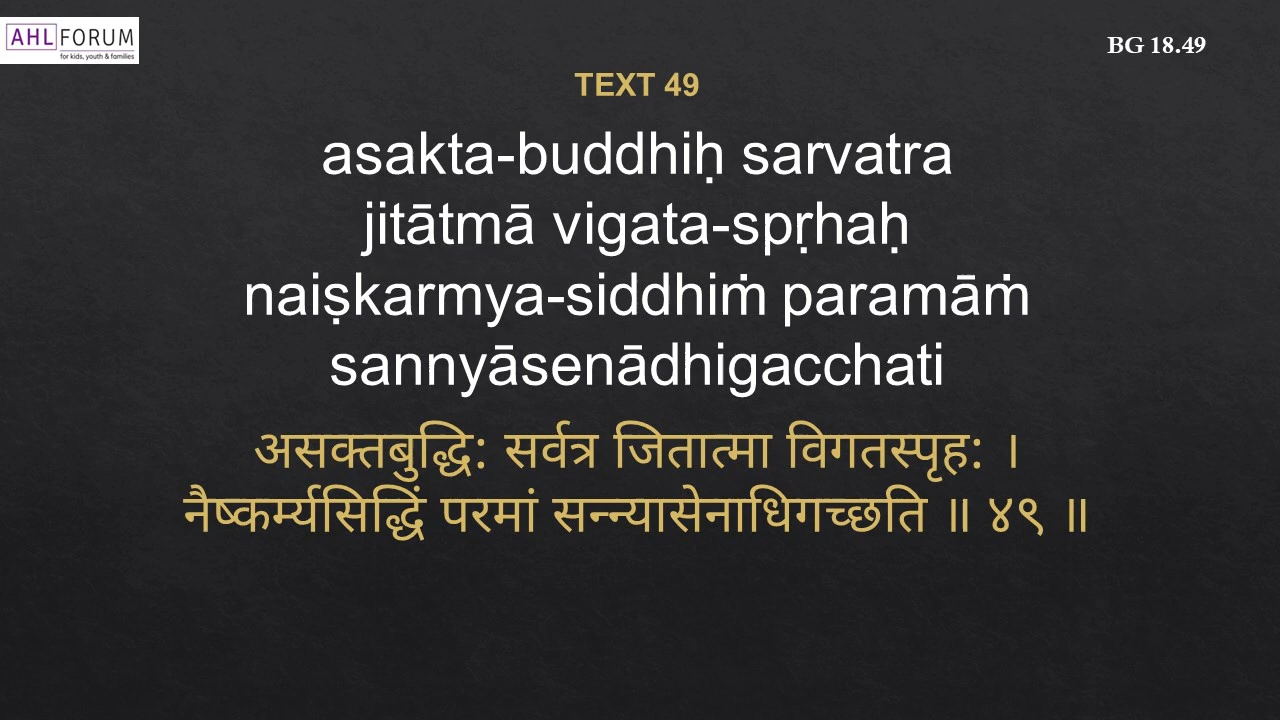 AHL FORUM
for kids, youth & families
BG 18.49
TEXT 49
asakta-buddhiḥ sarvatra
jitātmā vigata-spṛhaḥ
naiṣkarmya-siddhiṁ paramāṁ
sannyāsenādhigacchati
असक्तबुद्धि: सर्वत्र जितात्मा विगतस्पृह: ।
नैष्कर्म्यसिद्धिं परमां सन्न्यासेनाधिगच्छति ॥ ४९ ॥